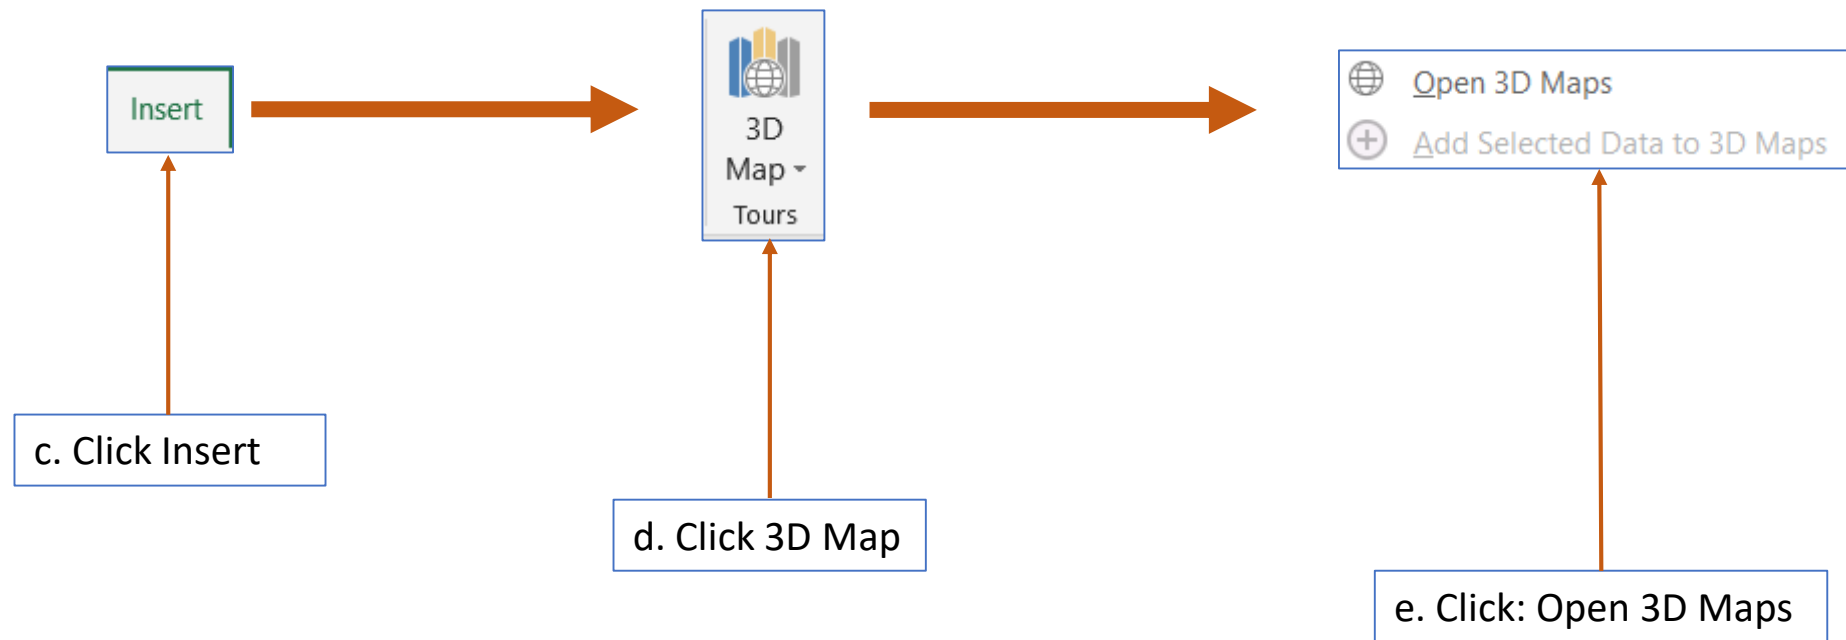 Insert
3D
Map
Tours
Open 3D Maps
Add Selected Data to 3D Maps
c. Click Insert
d. Click 3D Map
e. Click: Open 3D Maps